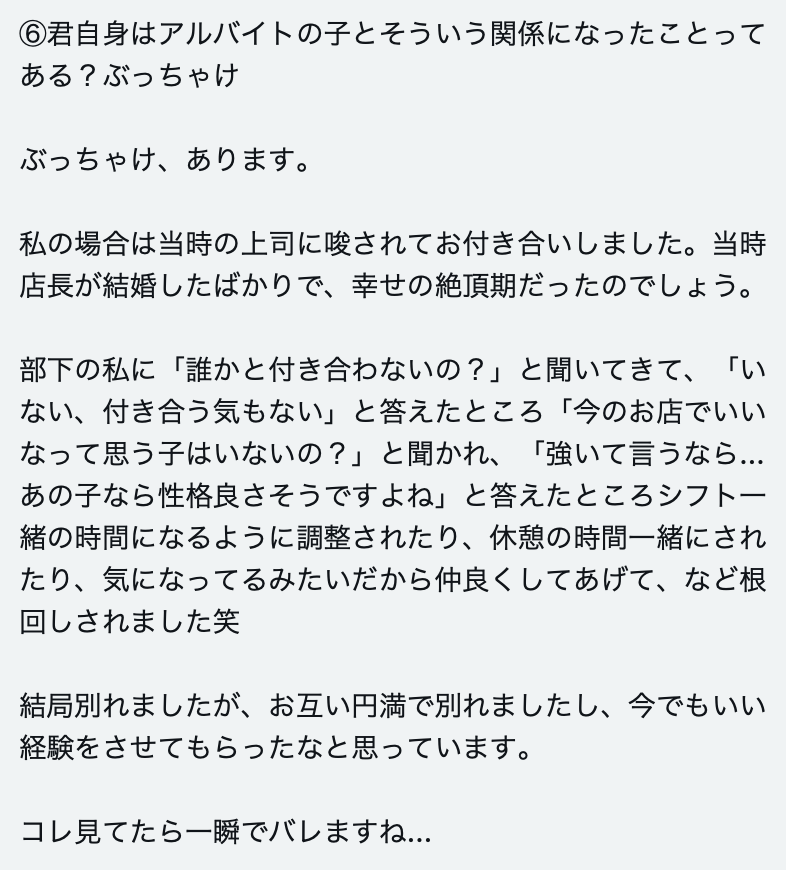 ⑥君自身はアルバイトの子とそういう関係になったことって
ある？ぶっちゃけ
ぶっちゃけ、あります。
私の場合は当時の上司に唆されてお付き合いしました。当時
店長が結婚したばかりで、幸せの絶頂期だったのでしょう。
部下の私に「誰かと付き合わないの？」と聞いてきて、「い
ない、付き合う気もない」と答えたところ「今のお店でいい
なって思う子はいないの？」と聞かれ、「強いて言うなら…
あの子なら性格良さそうですよね」と答えたところシフト一
緒の時間になるように調整されたり、休憩の時間一緒にされ
たり、気になってるみたいだから仲良くしてあげて、など根
回しされました笑
結局別れましたが、お互い円満で別れましたし、今でもいい
経験をさせてもらったなと思っています。
コレ見てたら一瞬でバレますね…